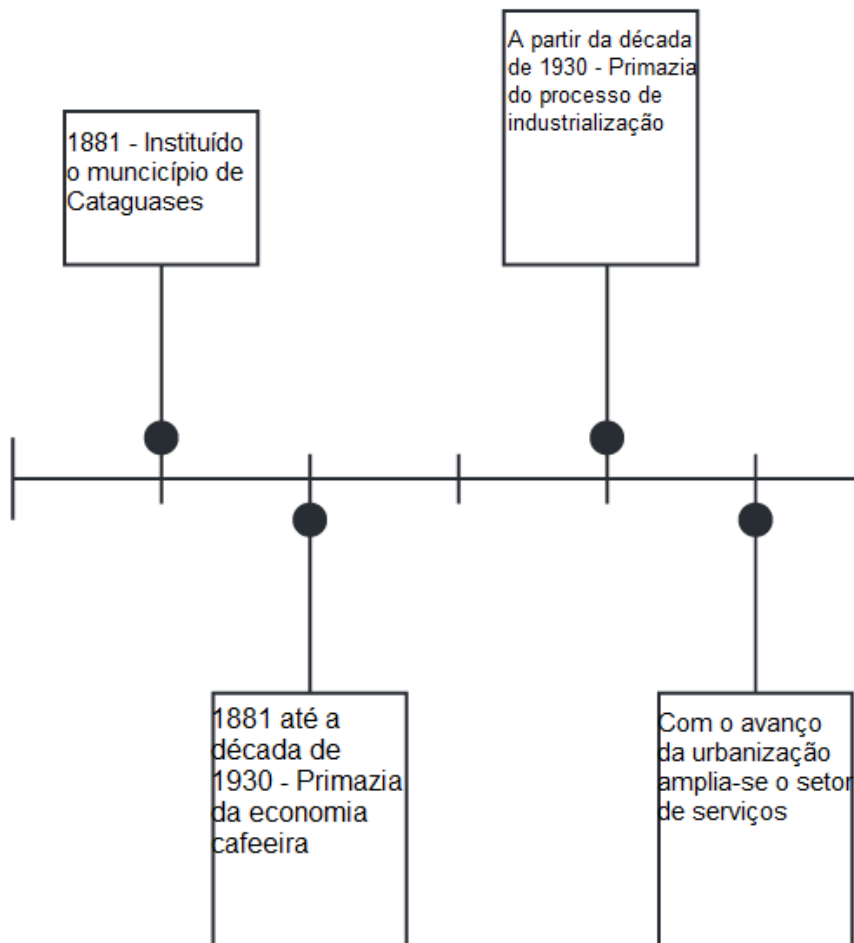 A partir da década
de 1930 - Primazia
do processo de
industrialização
1881 - Instituído
o muncicípio de
Cataguases
1881 até a
década de
1930 - Primazia
da economia
cafeeira
Com o avanço
da urbanização
amplia-se o setor
de serviços